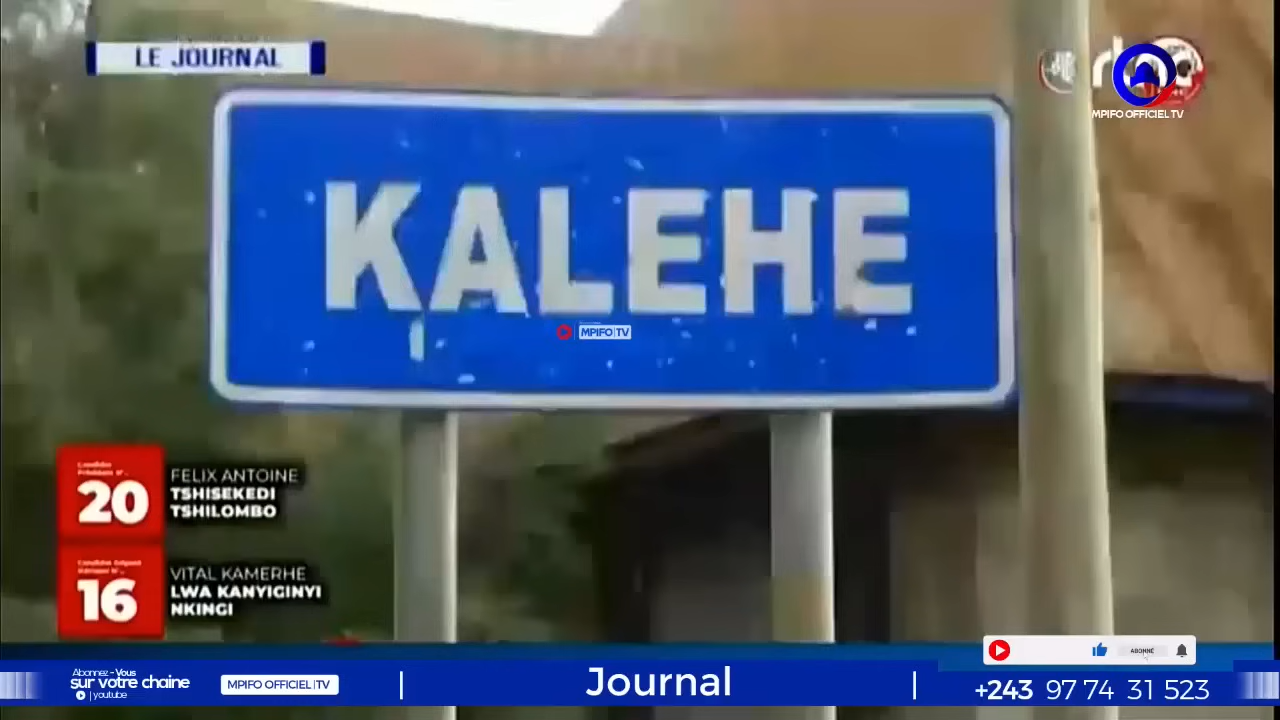 LE JOURNAL
MPIFO OFFICIEL TV
KALEHE
MPIFO TV
20
FELIX ANTOINE
TSHISEKEDI
TSHILOMBO
16
VITAL KAMERHE
LWA KANYIGINYI
NKINGI
ABONNÉ
Abonnez-Vous
sur votre chaine
youtube
MPIFO OFFICIEL TV
Journal
+243 97 74 31 523